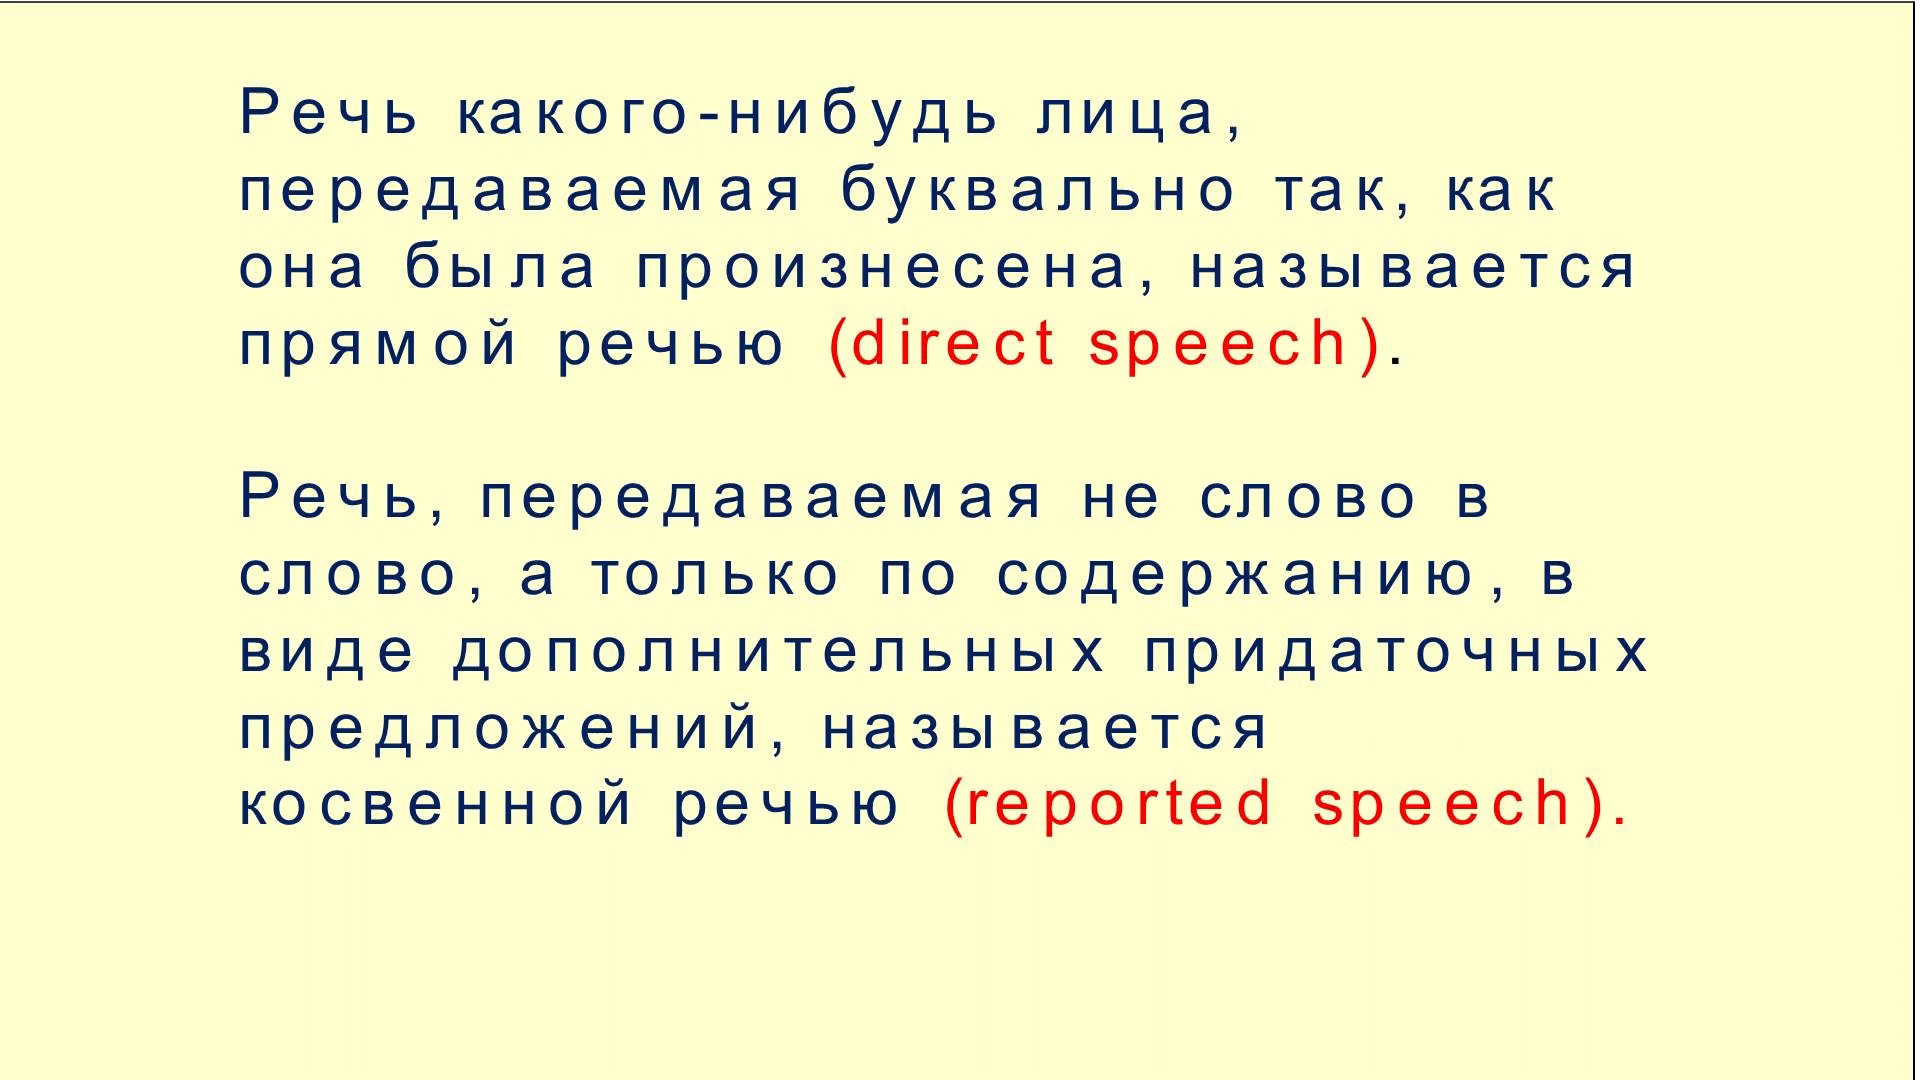 Речь какого-нибудь лица,
передаваемая буквально так, как
она была произнесена, называется
прямой речью (direct speech).
Речь, передаваемая не слово в
слово, а только по содержанию, в
виде дополнительных придаточных
предложений, называется
косвенной речью (reported speech).